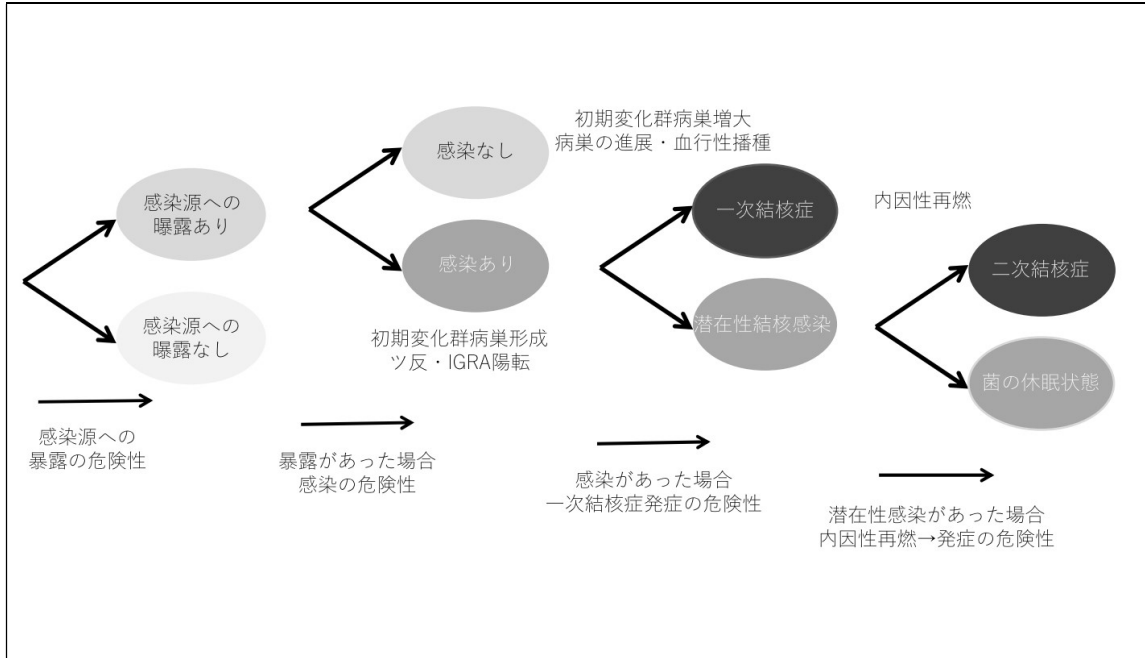 感染源への
曝露あり
感染源への
曝露なし
感染源への
暴露の危険性
感染なし
感染あり
初期変化群病巣形成
ツ反・IGRA陽転
暴露があった場合
感染の危険性
初期変化群病巣増大
病巣の進展・血行性播種
一次結核症
潜在性結核感染
感染があった場合
一次結核症発症の危険性
内因性再燃
二次結核症
菌の休眠状態
潜在性感染があった場合
内因性再燃→発症の危険性